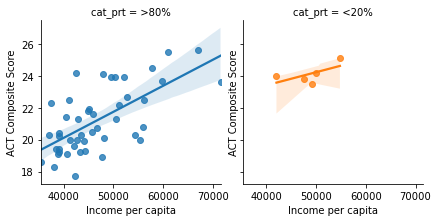 cat_prt = >80%
cat_prt = <20%
ACT Composite Score
26
24
22
20
18
40000 50000 60000 70000
Income per capita
ACT Composite Score
40000 50000 60000 70000
Income per capita